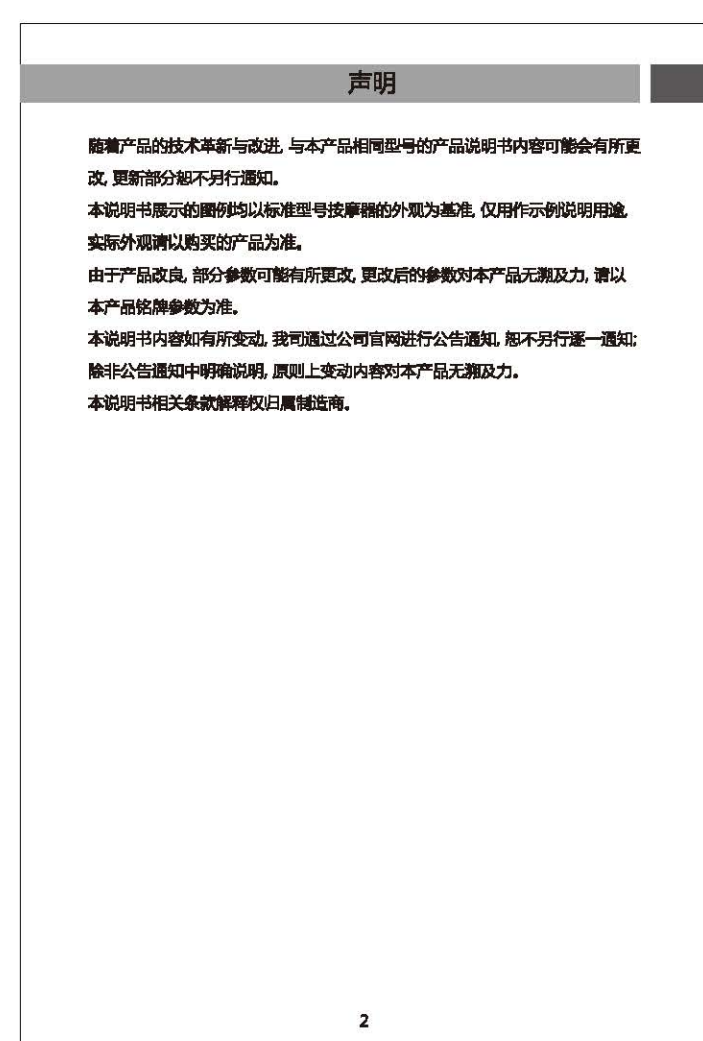 声明
随着产品的技术革新与改进, 与本产品相同型号的产品说明书内容可能会有所更
改, 更新部分恕不另行通知。
本说明书展示的图例均以标准型号按摩器的外观为基准, 仅用作示例说明用途,
实际外观请以购买的产品为准。
由于产品改良, 部分参数可能有所更改, 更改后的参数对本产品无溯及力, 请以
本产品铭牌参数为准。
本说明书内容如有所变动, 我司通过公司官网进行公告通知, 恕不另行逐一通知;
除非公告通知中明确说明, 原则上变动内容对本产品无溯及力。
本说明书相关条款解释权归属制造商。
2